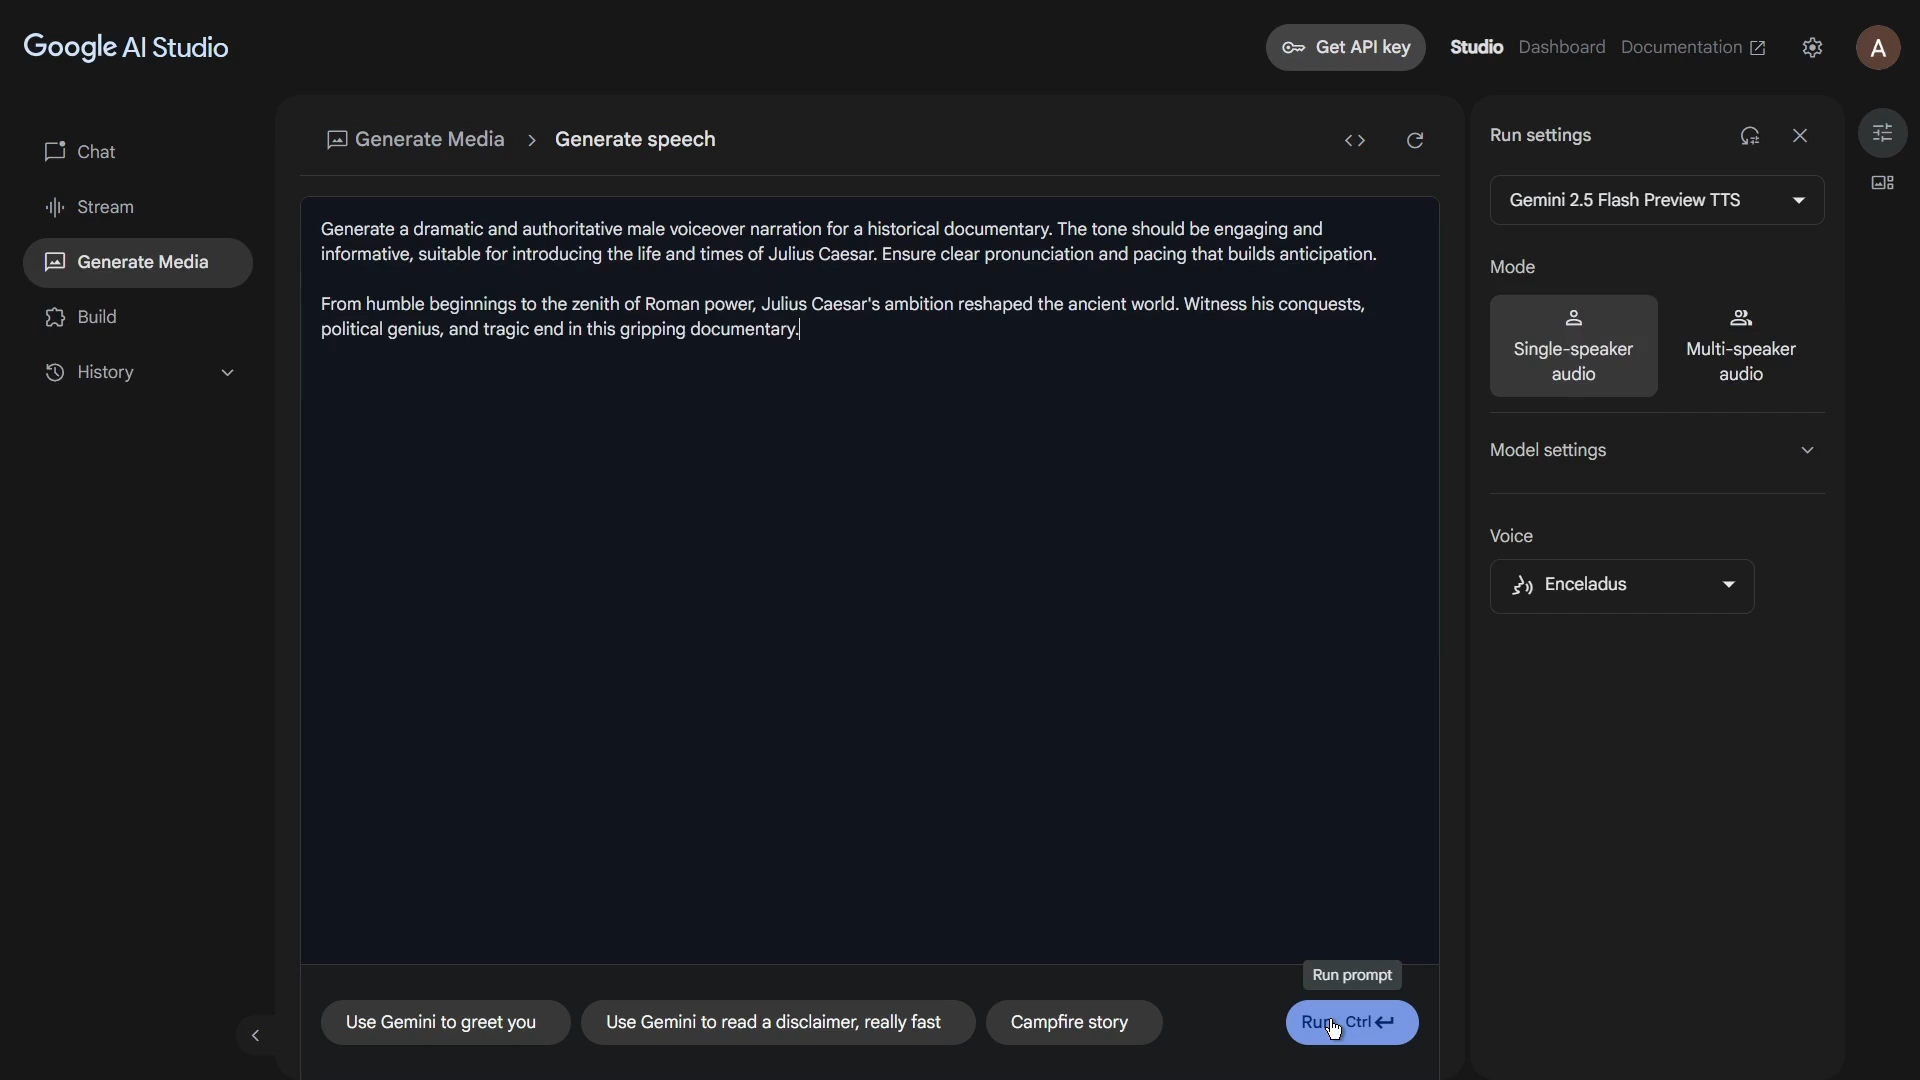 Google AI Studio
Get API key
Studio
Dashboard
Documentation
A
Chat
Stream
Generate Media
Build
History
Generate Media > Generate speech
Generate a dramatic and authoritative male voiceover narration for a historical documentary. The tone should be engaging and
informative, suitable for introducing the life and times of Julius Caesar. Ensure clear pronunciation and pacing that builds anticipation.
From humble beginnings to the zenith of Roman power, Julius Caesar's ambition reshaped the ancient world. Witness his conquests,
political genius, and tragic end in this gripping documentary.
Run prompt
Use Gemini to greet you
Use Gemini to read a disclaimer, really fast
Campfire story
Run Ctrl
Run settings
Gemini 2.5 Flash Preview TTS
Mode
Single-speaker
audio
Multi-speaker
audio
Model settings
Voice
Enceladus